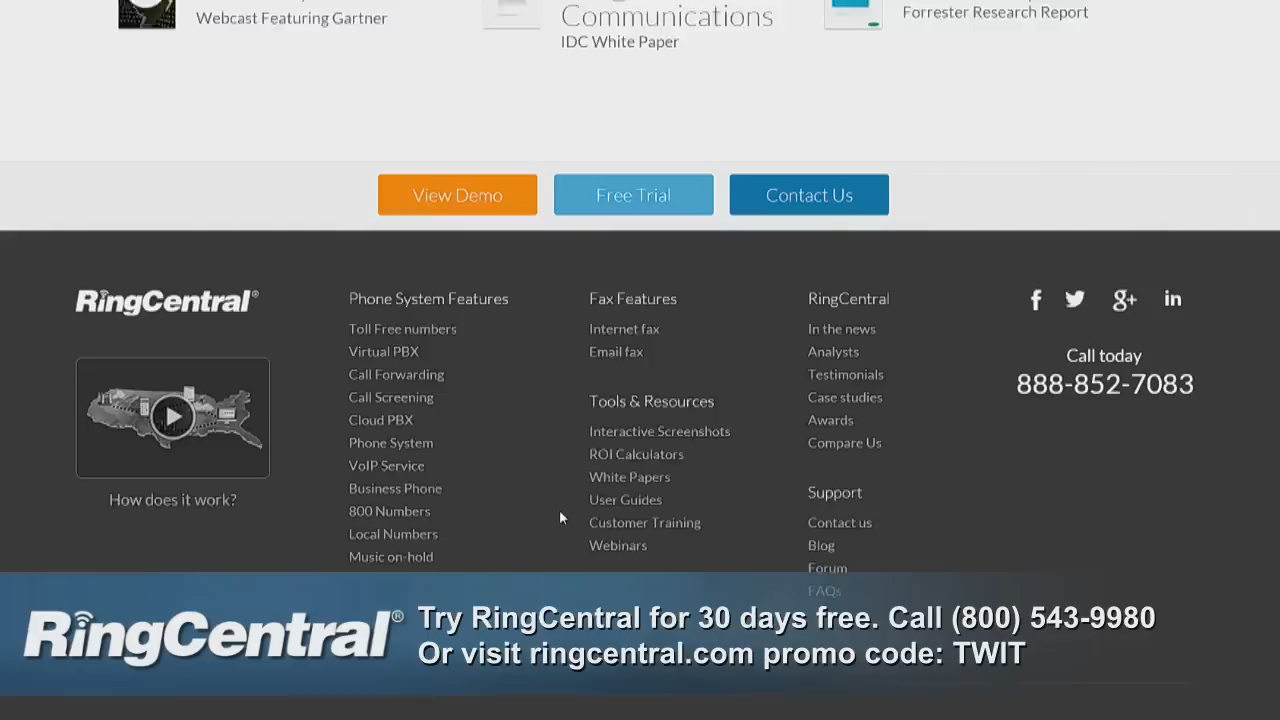 Webcast Featuring Gartner
Communications
IDC White Paper
Forrester Research Report
View Demo
Free Trial
Contact Us
RingCentral®
How does it work?
Phone System Features
Toll Free numbers
Virtual PBX
Call Forwarding
Call Screening
Cloud PBX
Phone System
VoIP Service
Business Phone
800 Numbers
Local Numbers
Music on-hold
Fax Features
Internet fax
Email fax
Tools & Resources
Interactive Screenshots
ROI Calculators
White Papers
User Guides
Customer Training
Webinars
RingCentral
In the news
Analysts
Testimonials
Case studies
Awards
Compare Us
Support
Contact us
Blog
Forum
FAQs
f
g+
in
Call today
888-852-7083
RingCentral®
Try RingCentral for 30 days free. Call (800) 543-9980
Or visit ringcentral.com promo code: TWIT